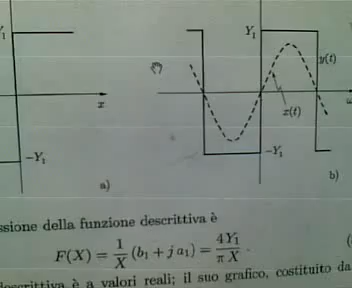 Y₁
Y₁
y(t)
x
x(t)
−Y₁
−Y₁
a)
b)
ssione della funzione descrittiva è
F(X) = 1/X (b₁ + j a₁) = 4Y₁/π X .
descrittiva è a valori reali; il suo grafico, costituito da